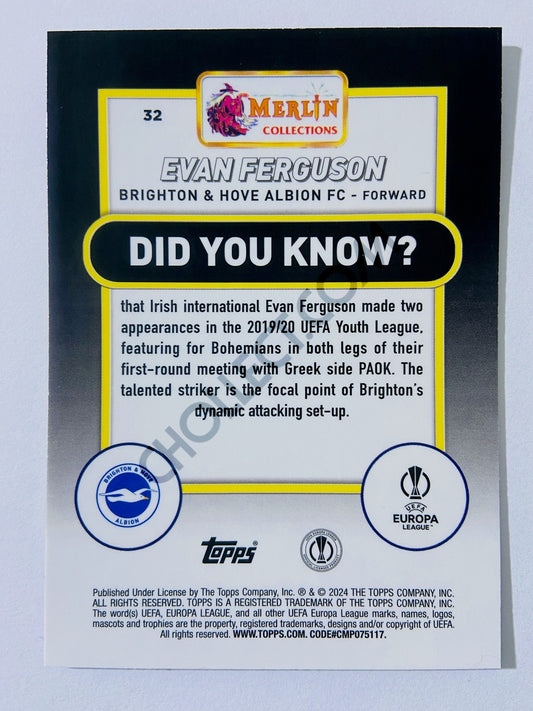 32
MERLIN
COLLECTIONS
EVAN FERGUSON
BRIGHTON & HOVE ALBION FC - FORWARD
DID YOU KNOW?
that Irish international Evan Ferguson made two
appearances in the 2019/20 UEFA Youth League,
featuring for Bohemians in both legs of their
first-round meeting with Greek side PAOK. The
talented striker is the focal point of Brighton's
dynamic attacking set-up.
CHOLLECT.COM
BRIGHTON & HOVE
ALBION
UEFA
EUROPA
LEAGUE™
Topps®
Published Under License by The Topps Company, Inc. ® & © 2024 THE TOPPS COMPANY, INC.
ALL RIGHTS RESERVED. TOPPS IS A REGISTERED TRADEMARK OF THE TOPPS COMPANY, INC.
The word(s) UEFA, EUROPA LEAGUE, and all other UEFA Europa League marks, names, logos,
mascots and trophies are the property, registered trademarks, designs and/or copyright of UEFA.
All rights reserved. WWW.TOPPS.COM. CODE#CMP075117.